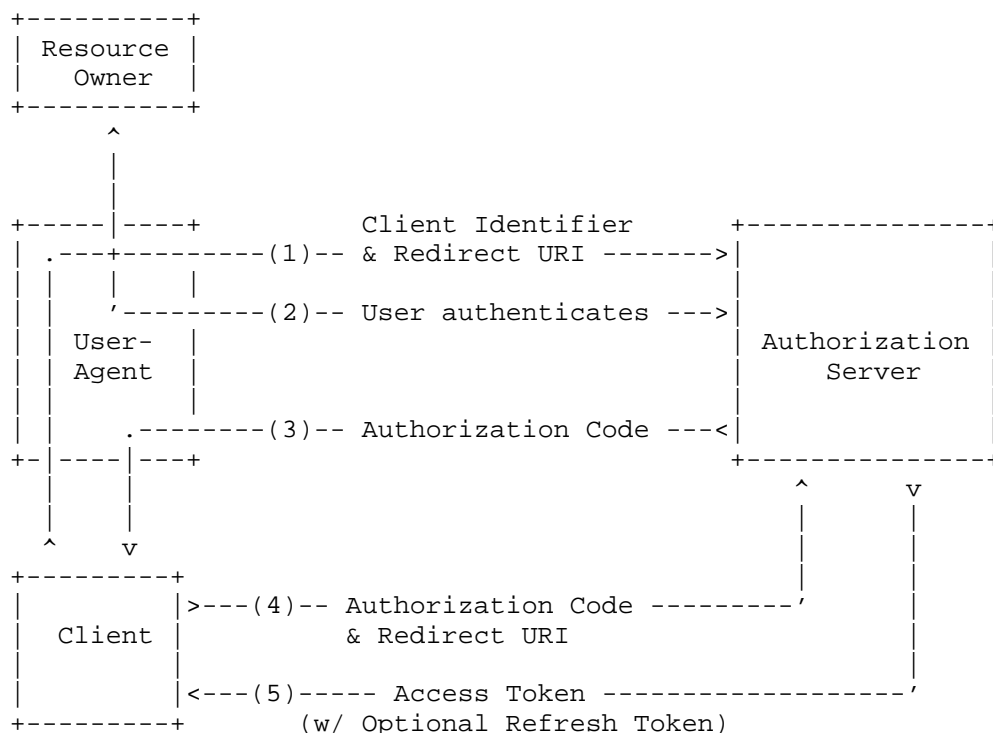 Resource
Owner
Client Identifier
(1)-- & Redirect URI
(2)-- User authenticates
User-
Agent
Authorization
Server
(3)-- Authorization Code
(4)-- Authorization Code
& Redirect URI
Client
(5)----- Access Token
(w/ Optional Refresh Token)